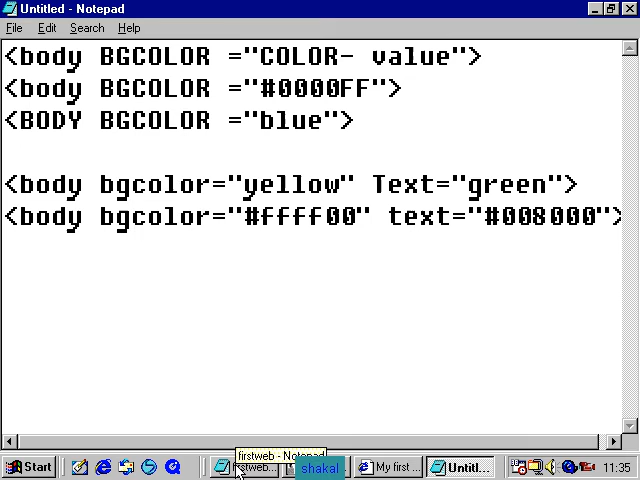 Untitled - Notepad
File Edit Search Help
<body BGCOLOR ="COLOR- value">
<body BGCOLOR ="#0000FF">
<BODY BGCOLOR ="blue">
<body bgcolor="yellow" Text="green">
<body bgcolor="#ffff00" text="#008000">
firstweb - Notepad
Start firstweb... shakal My first ... Untitl... 11:35